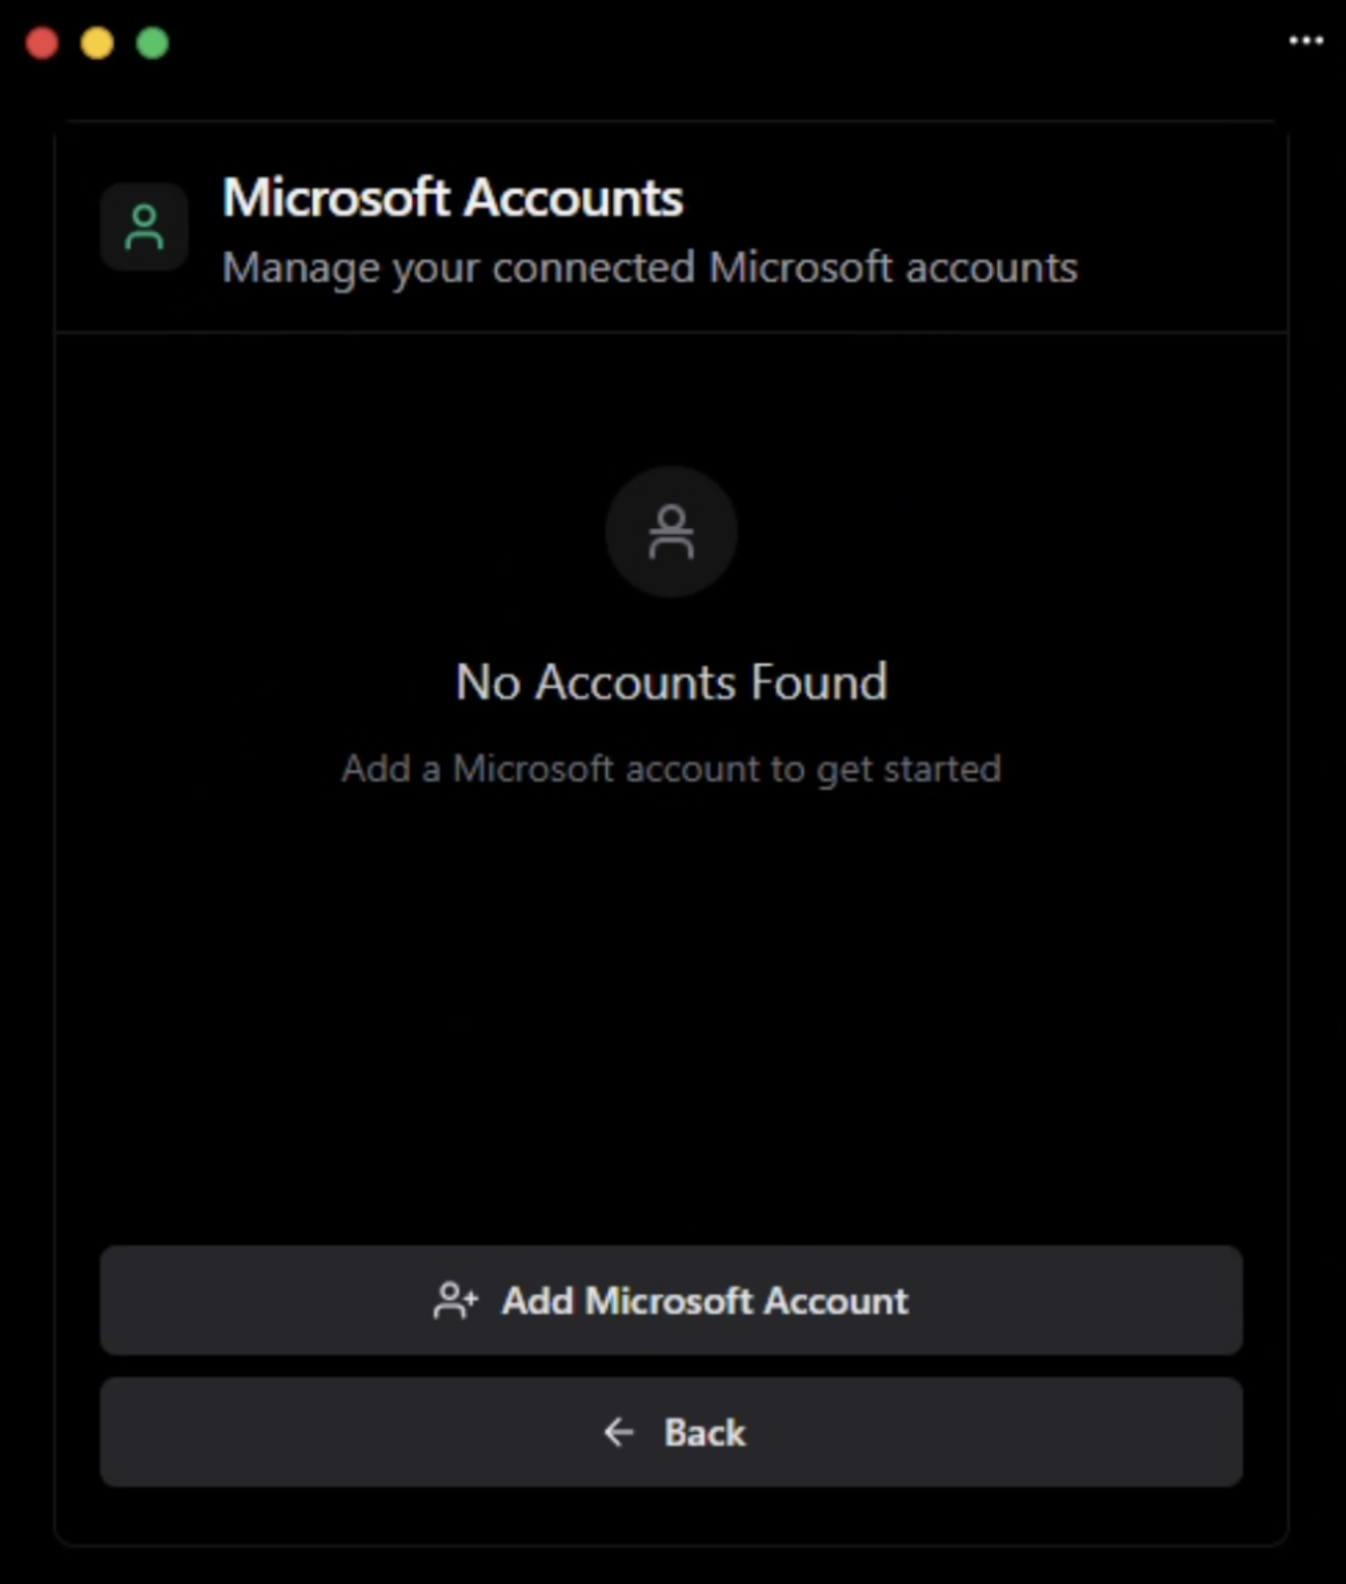 Microsoft Accounts
Manage your connected Microsoft accounts
No Accounts Found
Add a Microsoft account to get started
Add Microsoft Account
Back